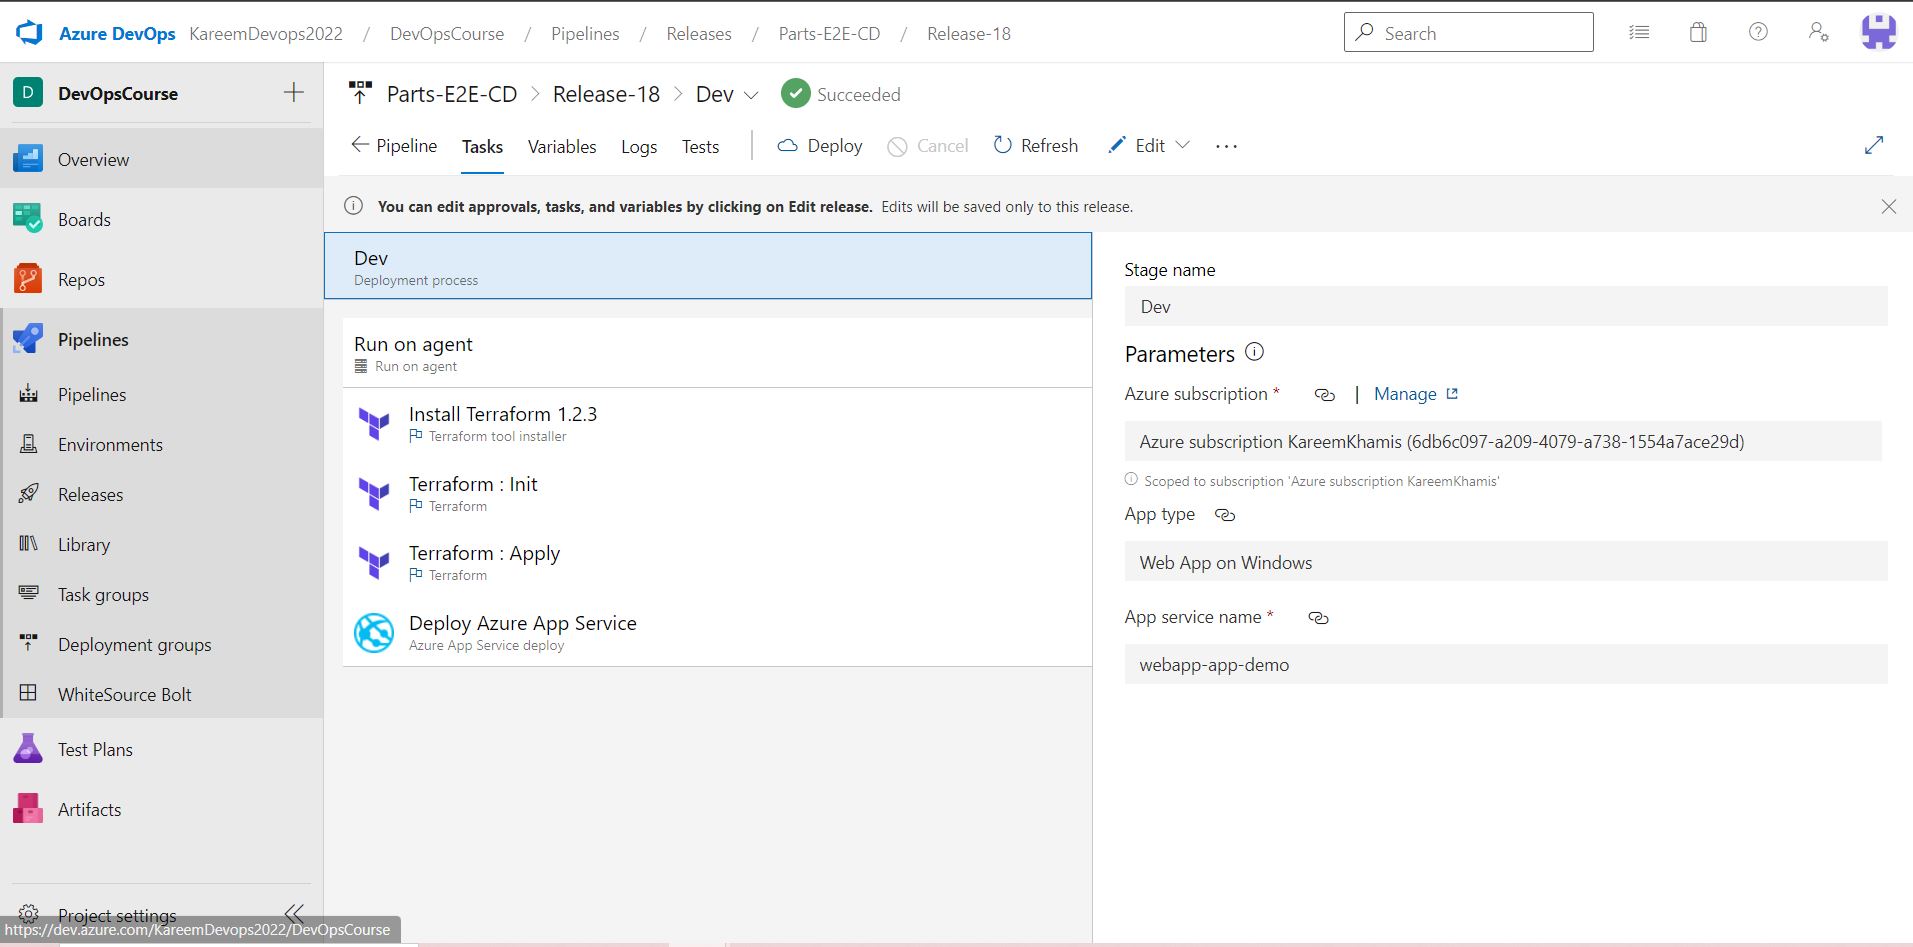 Azure DevOps KareemDevops2022 / DevOpsCourse / Pipelines / Releases / Parts-E2E-CD / Release-18
Search
D DevOpsCourse
Overview
Boards
Repos
Pipelines
Pipelines
Environments
Releases
Library
Task groups
Deployment groups
WhiteSource Bolt
Test Plans
Artifacts
Project settings
https://dev.azure.com/KareemDevops2022/DevOpsCourse
Parts-E2E-CD > Release-18 > Dev Succeeded
Pipeline Tasks Variables Logs Tests | Deploy Cancel Refresh Edit ...
You can edit approvals, tasks, and variables by clicking on Edit release. Edits will be saved only to this release.
Dev
Deployment process
Run on agent
Run on agent
Install Terraform 1.2.3
Terraform tool installer
Terraform : Init
Terraform
Terraform : Apply
Terraform
Deploy Azure App Service
Azure App Service deploy
Stage name
Dev
Parameters
Azure subscription * | Manage
Azure subscription KareemKhamis (6db6c097-a209-4079-a738-1554a7ace29d)
Scoped to subscription 'Azure subscription KareemKhamis'
App type
Web App on Windows
App service name *
webapp-app-demo